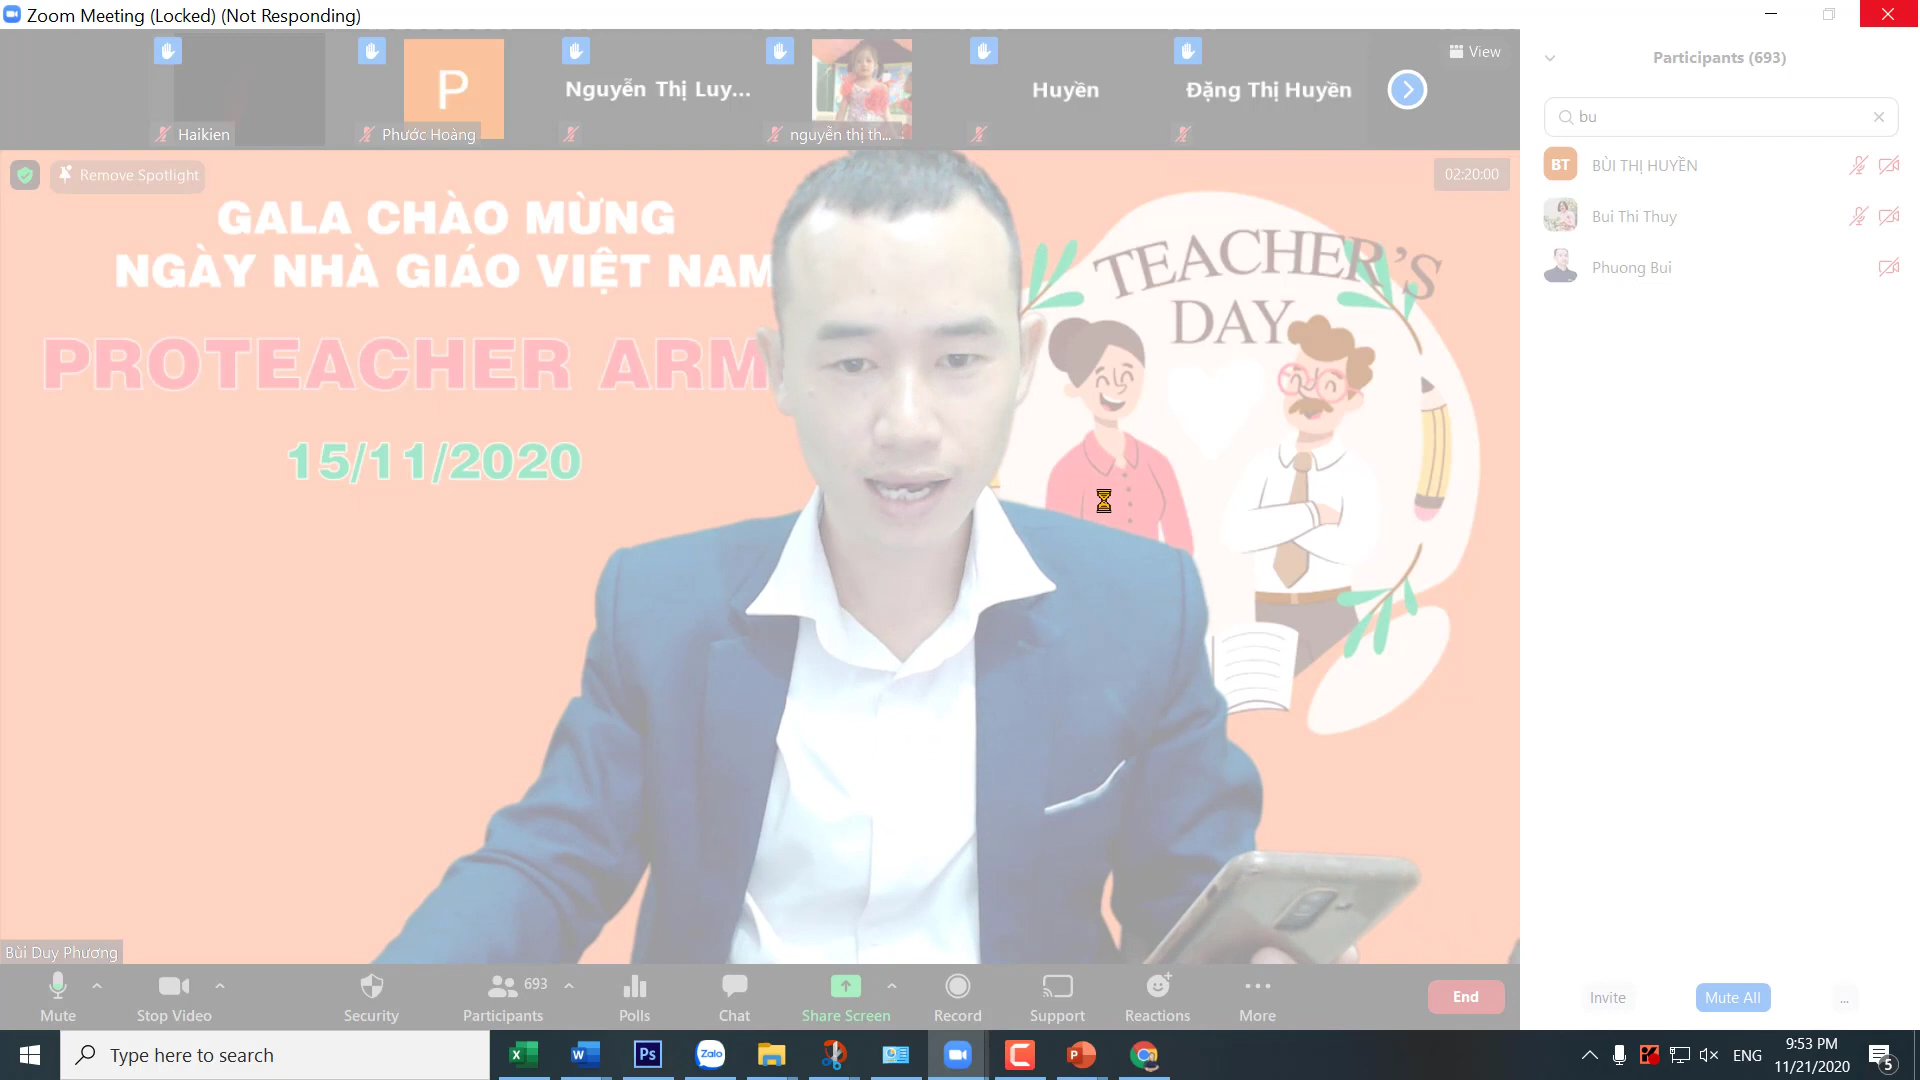 Zoom Meeting (Locked) (Not Responding)
P
Haikien
Phước Hoàng
Nguyễn Thị Luy...
nguyễn thị th...
Huyền
Đặng Thị Huyền
View
Remove Spotlight
02:20:00
GALA CHÀO MỪNG
NGÀY NHÀ GIÁO VIỆT NAM
PROTEACHER ARM
15/11/2020
TEACHER'S
DAY
Bùi Duy Phương
Participants (693)
bu
BT BÙI THỊ HUYỀN
Bui Thi Thuy
Phuong Bui
Invite
Mute All
...
Mute
Stop Video
Security
693
Participants
Polls
Chat
Share Screen
Record
Support
Reactions
More
End
Type here to search
X
W
Ps
Zalo
P
ENG
9:53 PM
11/21/2020
5